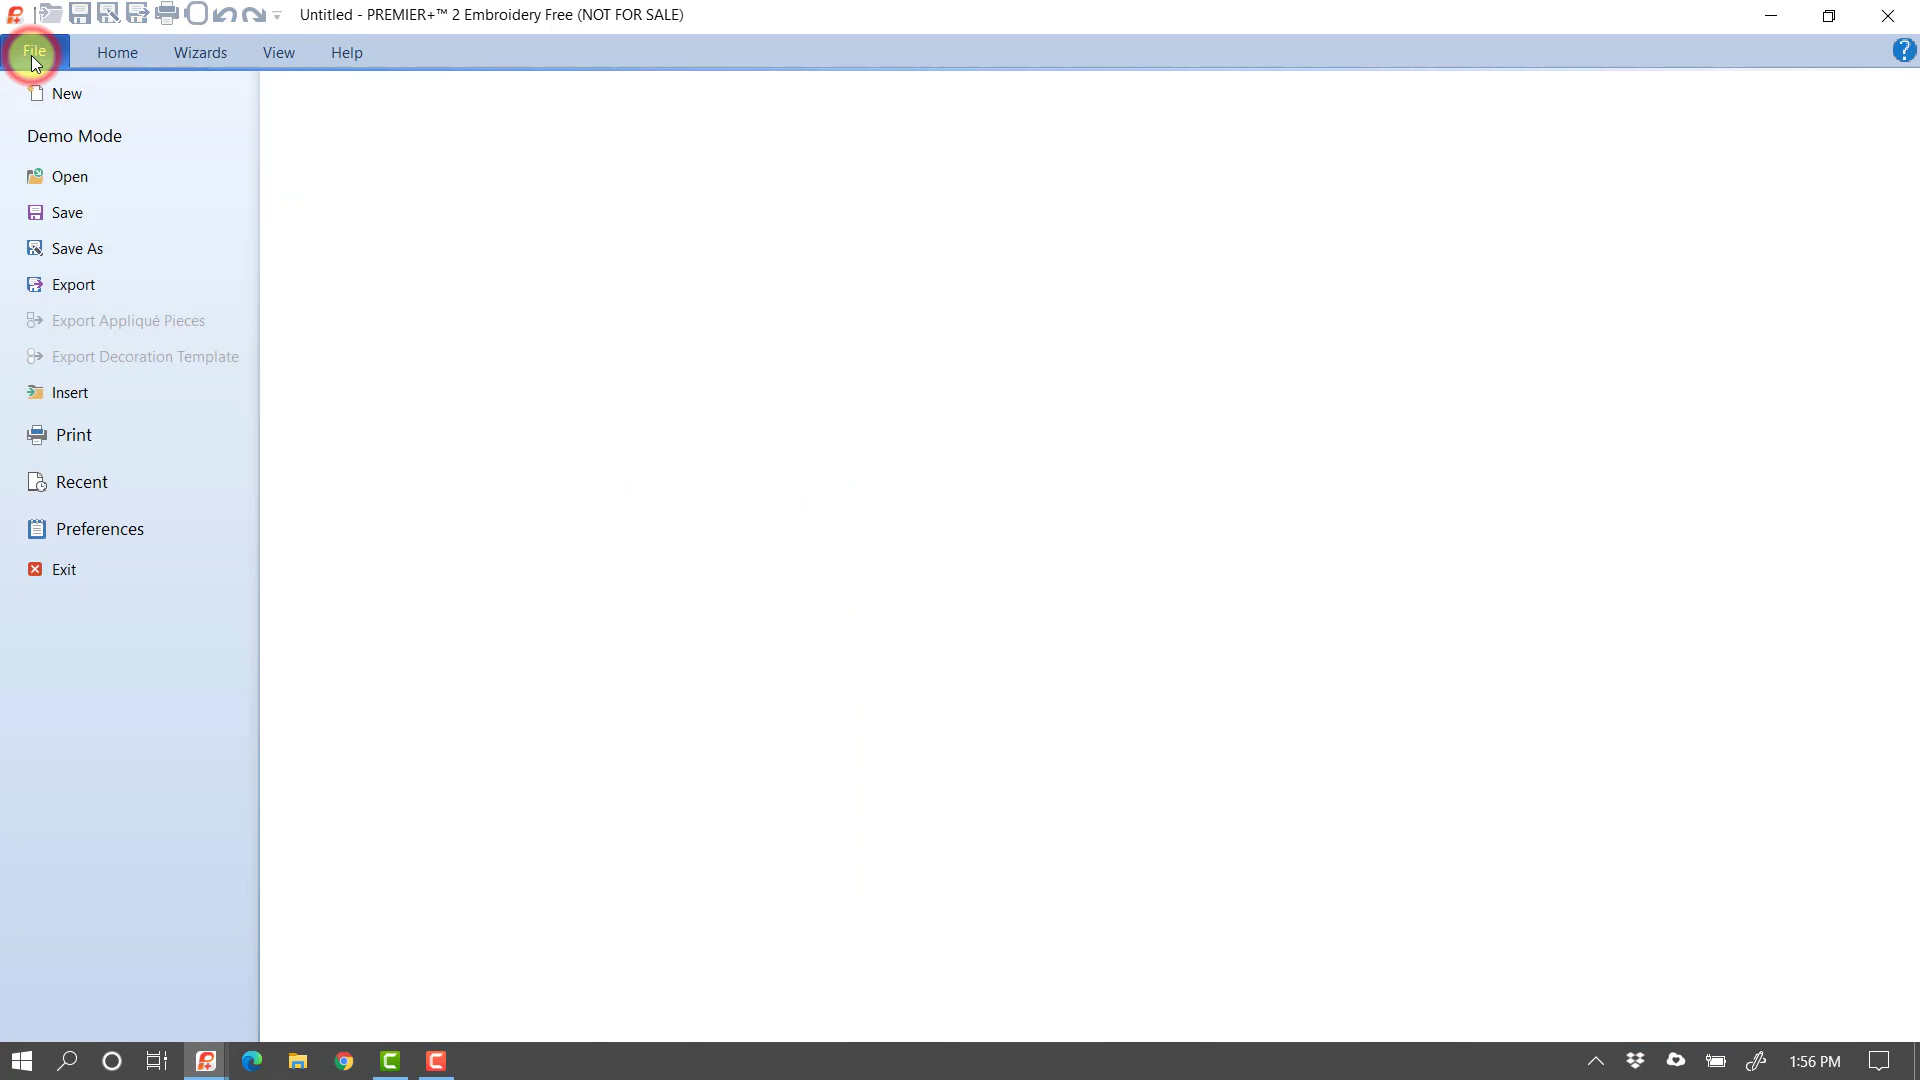 Untitled - PREMIER+™ 2 Embroidery Free (NOT FOR SALE)
File Home Wizards View Help ?
New
Demo Mode
Open
Save
Save As
Export
Export Appliqué Pieces
Export Decoration Template
Insert
Print
Recent
Preferences
Exit
1:56 PM